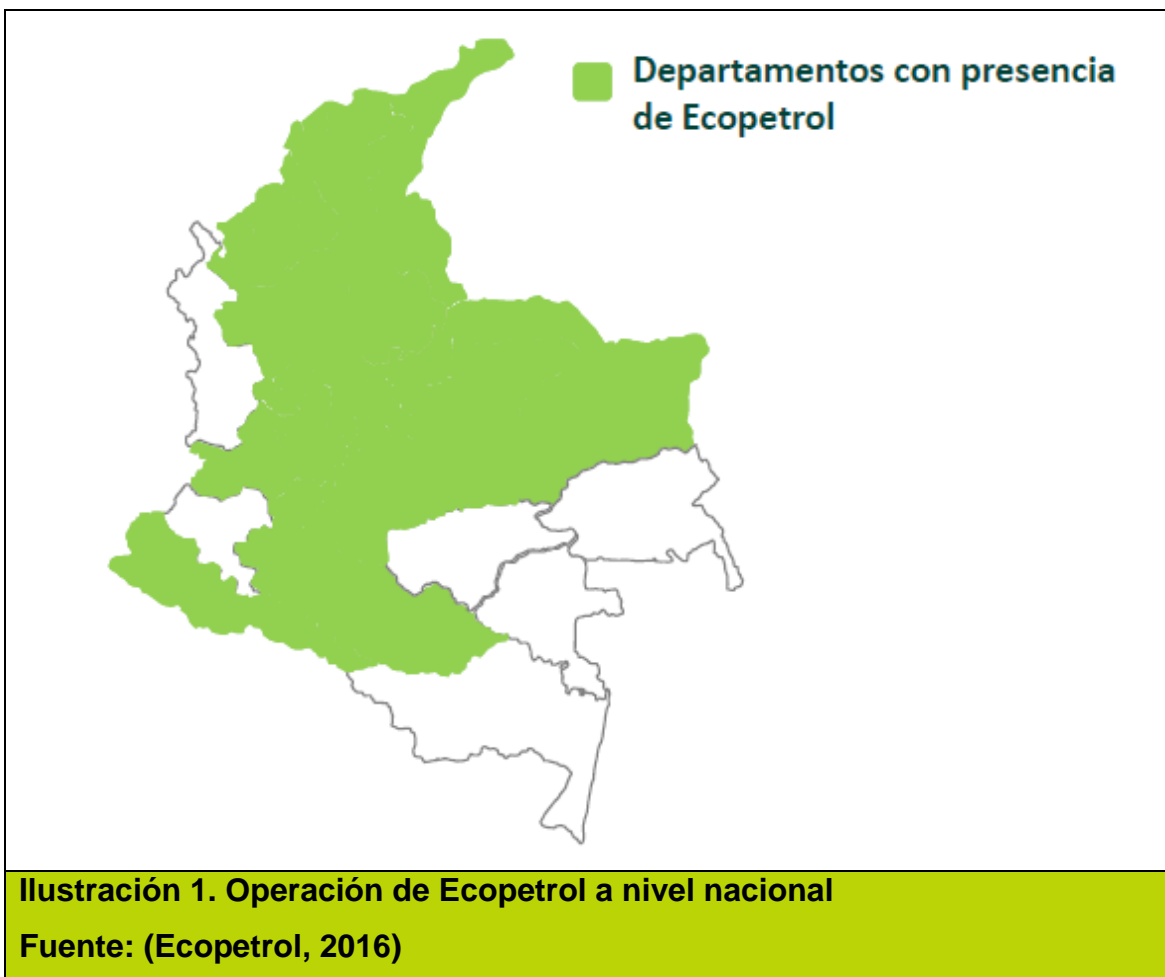 Departamentos con presencia
de Ecopetrol
Ilustración 1. Operación de Ecopetrol a nivel nacional
Fuente: (Ecopetrol, 2016)